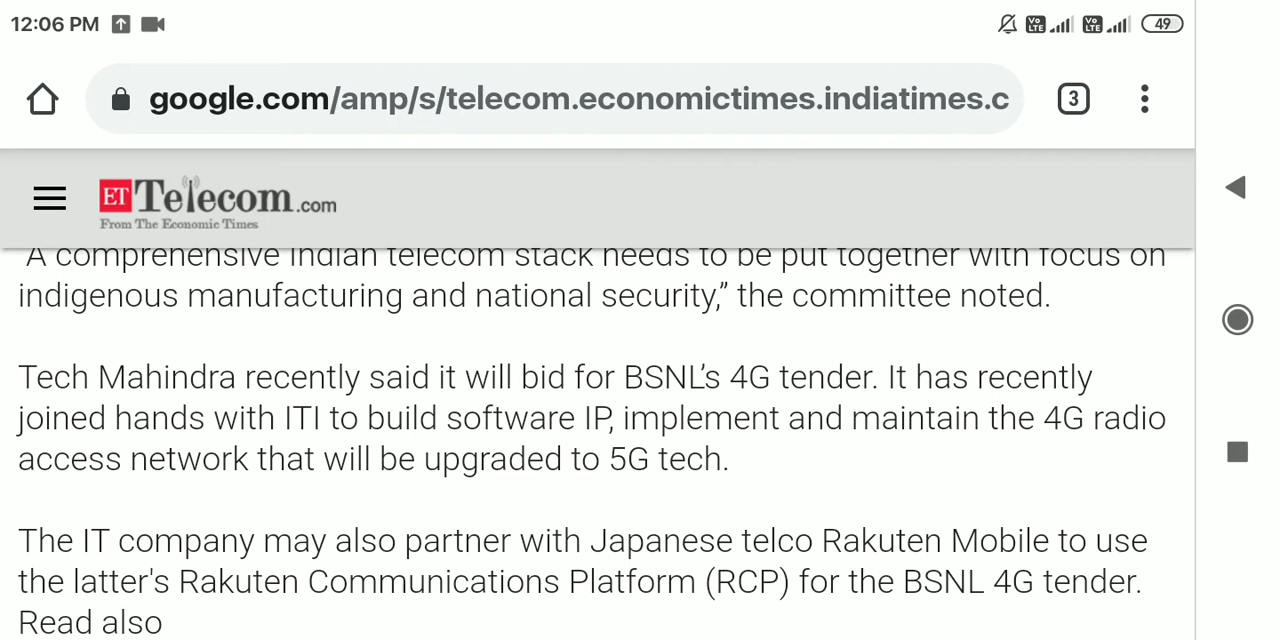 12:06 PM
Vo LTE Vo LTE 49
google.com/amp/s/telecom.economictimes.indiatimes.c
3
ET Telecom.com
From The Economic Times
A comprehensive Indian telecom stack needs to be put together with focus on
indigenous manufacturing and national security,” the committee noted.
Tech Mahindra recently said it will bid for BSNL’s 4G tender. It has recently
joined hands with ITI to build software IP, implement and maintain the 4G radio
access network that will be upgraded to 5G tech.
The IT company may also partner with Japanese telco Rakuten Mobile to use
the latter's Rakuten Communications Platform (RCP) for the BSNL 4G tender.
Read also